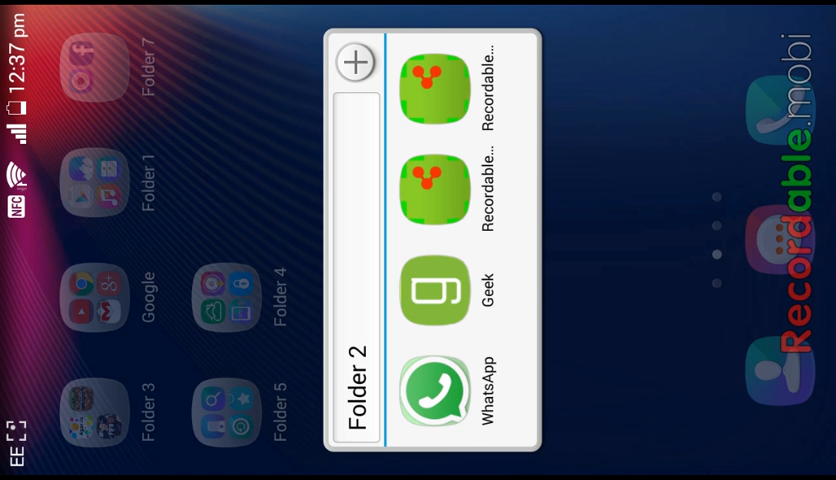 EE
NFC
12:37 pm
Folder 2
WhatsApp
Geek
Recordable...
Recordable...
Folder 3
Google
Folder 1
Folder 7
Folder 5
Folder 4
Recordable.mobi